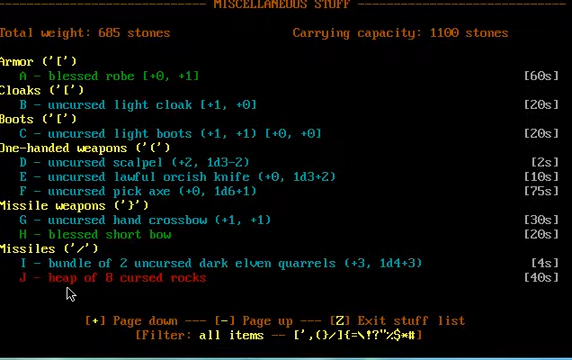 MISCELLANEOUS STUFF
Total weight: 685 stones Carrying capacity: 1100 stones
Armor ('[')
A - blessed robe [+0, +1] [60s]
Cloaks ('[')
B - uncursed light cloak [+1, +0] [20s]
Boots ('[')
C - uncursed light boots (+1, +1) [+0, +0] [20s]
One-handed weapons ('(')
D - uncursed scalpel (+2, 1d3-2) [2s]
E - uncursed lawful orcish knife (+0, 1d3+2) [10s]
F - uncursed pick axe (+0, 1d6+1) [75s]
Missile weapons ('}')
G - uncursed hand crossbow (+1, +1) [30s]
H - blessed short bow [20s]
Missiles ('/')
I - bundle of 2 uncursed dark elven quarrels (+3, 1d4+3) [4s]
J - heap of 8 cursed rocks [40s]
[+] Page down --- [-] Page up --- [Z] Exit stuff list
[Filter: all items -- [',(}/]{=\!?"%$*#]